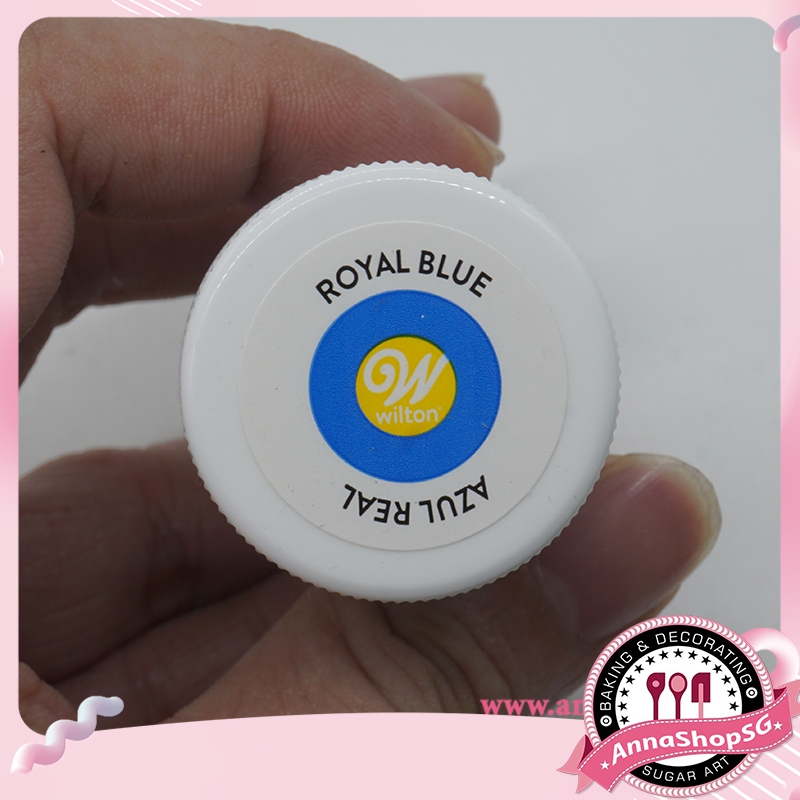 ROYAL BLUE
W
wilton
AZUL REAL
BAKING & DECORATING
AnnaShopSG
SUGAR ART